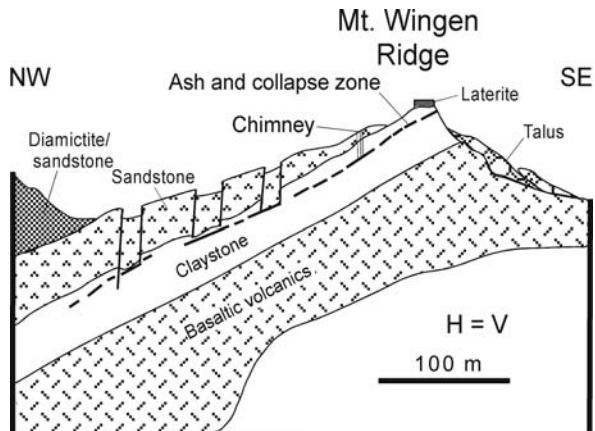 Mt. Wingen
Ridge
NW
SE
Ash and collapse zone
Laterite
Chimney
Talus
Diamictite/
sandstone
Sandstone
Claystone
Basaltic volcanics
H = V
100 m